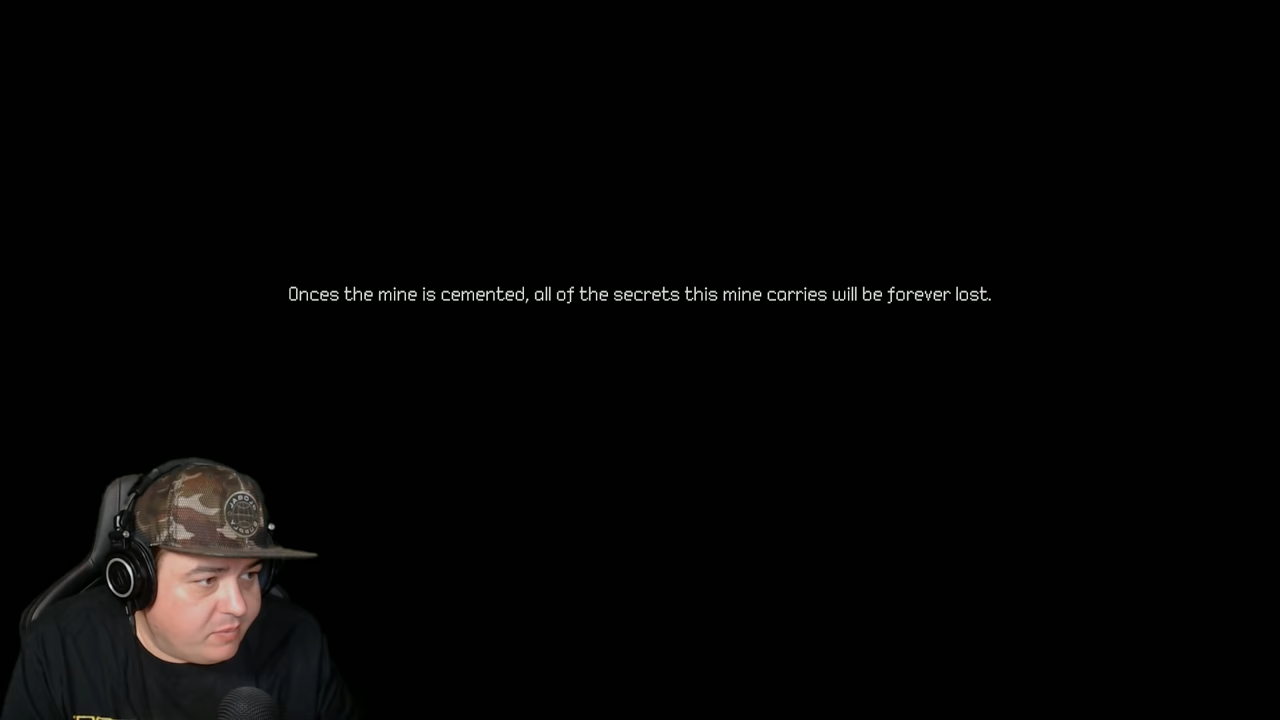 Onces the mine is cemented, all of the secrets this mine carries will be forever lost.